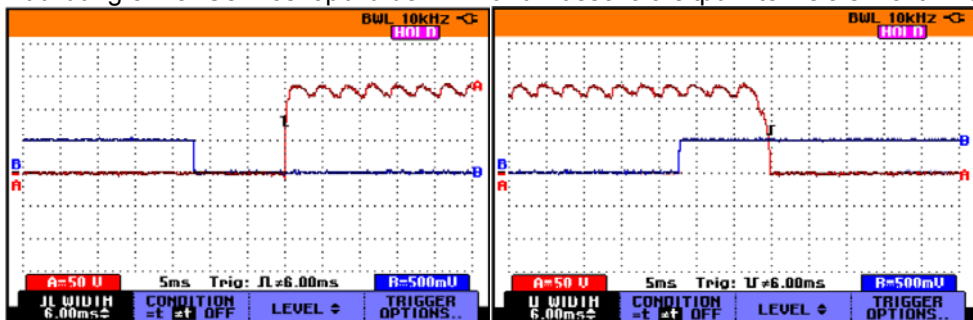 BWL 10kHz
HOLD
A
B
B
A
A=50 V 5ms Trig: ≠6.00ms B=500mV
WIDTH 6.00ms
CONDITION =t ≠t OFF
LEVEL
TRIGGER OPTIONS..
BWL 10kHz
HOLD
B
B
A
A
A=50 V 5ms Trig: ≠6.00ms B=500mV
WIDTH 6.00ms
CONDITION =t ≠t OFF
LEVEL
TRIGGER OPTIONS..